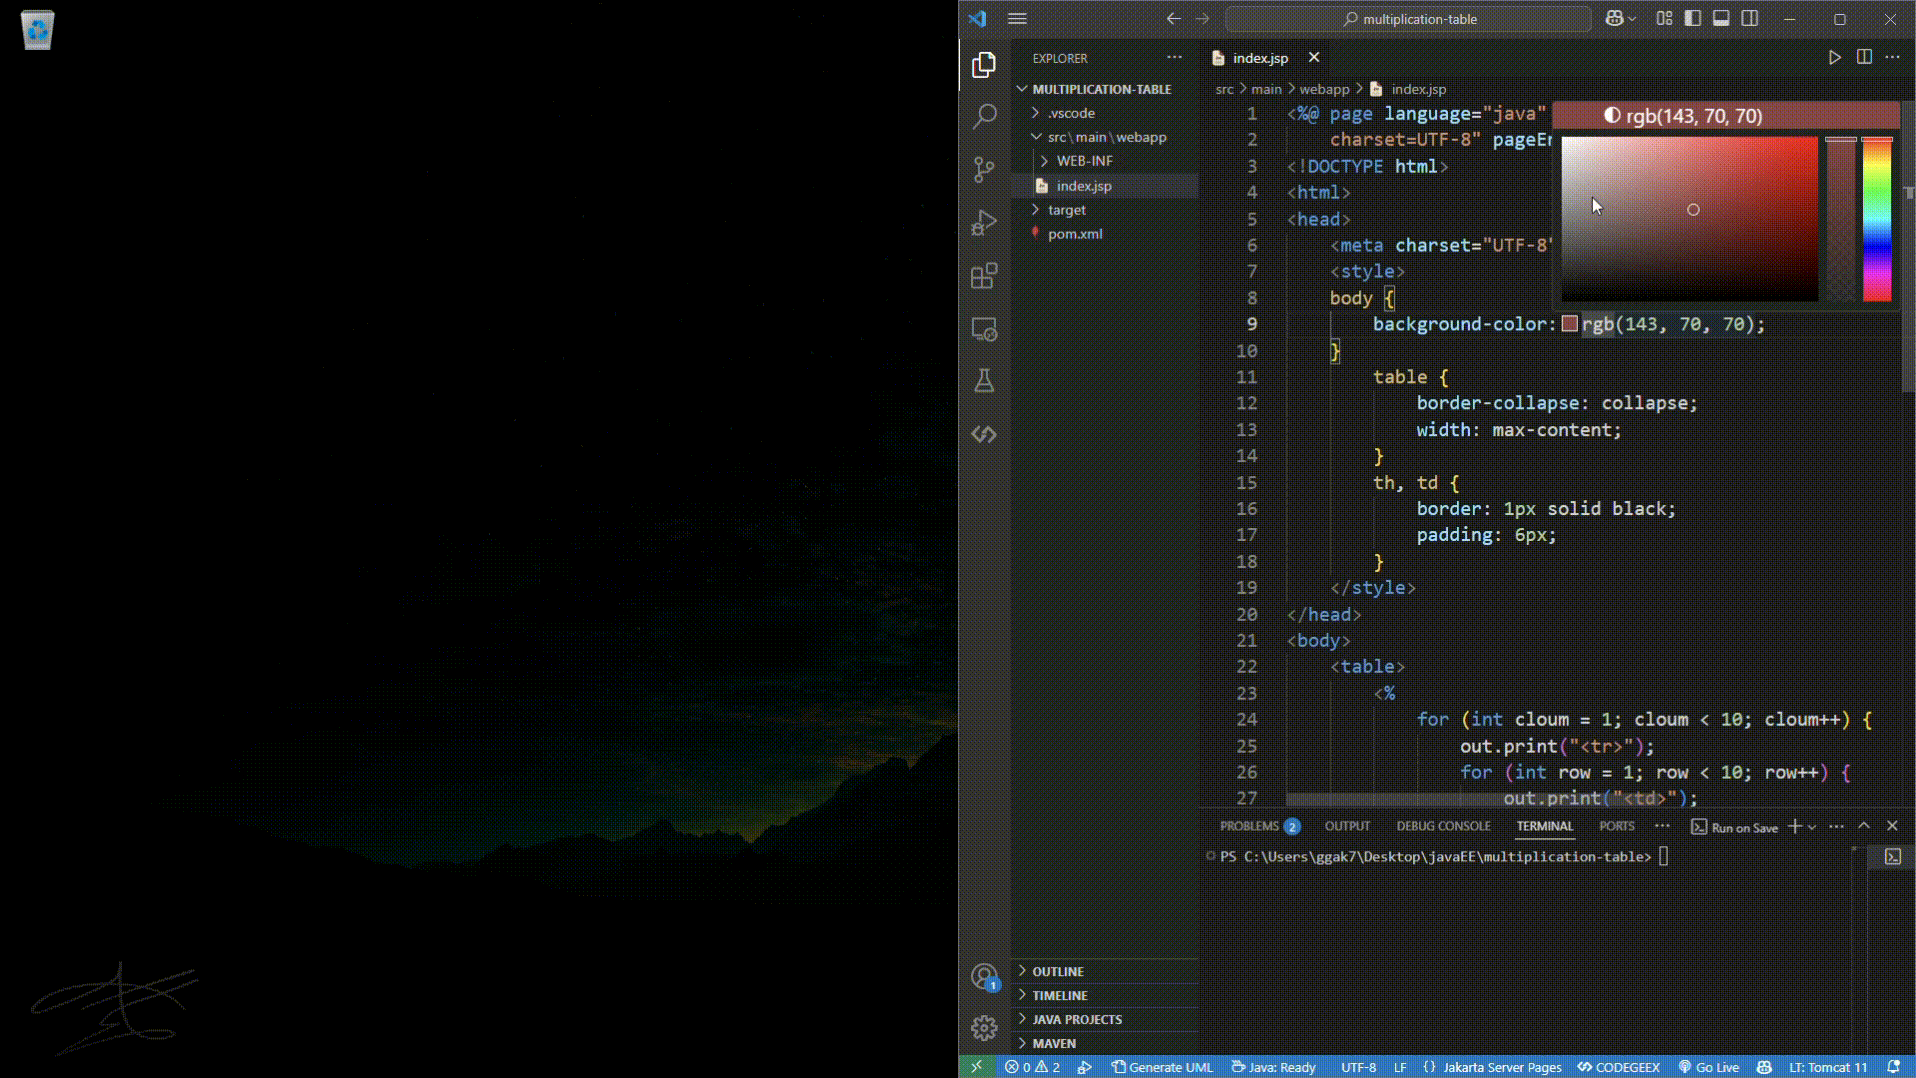 multiplication-table
EXPLORER
MULTIPLICATION-TABLE
.vscode
src\main\webapp
WEB-INF
index.jsp
target
pom.xml
OUTLINE
TIMELINE
JAVA PROJECTS
MAVEN
index.jsp
src > main > webapp > index.jsp
1 <%@ page language="java"
2 charset=UTF-8" pageEr
3 <!DOCTYPE html>
4 <html>
5 <head>
6 <meta charset="UTF-8"
7 <style>
8 body {
9 background-color: rgb(143, 70, 70);
10 }
11 table {
12 border-collapse: collapse;
13 width: max-content;
14 }
15 th, td {
16 border: 1px solid black;
17 padding: 6px;
18 }
19 </style>
20 </head>
21 <body>
22 <table>
23 <%
24 for (int cloum = 1; cloum < 10; cloum++) {
25 out.print("<tr>");
26 for (int row = 1; row < 10; row++) {
27 out.print("<td>");
rgb(143, 70, 70)
PROBLEMS 2 OUTPUT DEBUG CONSOLE TERMINAL PORTS Run on Save
PS C:\Users\ggak7\Desktop\javaEE\multiplication-table>
1
0 2 Generate UML Java: Ready UTF-8 LF {} Jakarta Server Pages CODEGEEX Go Live LT: Tomcat 11